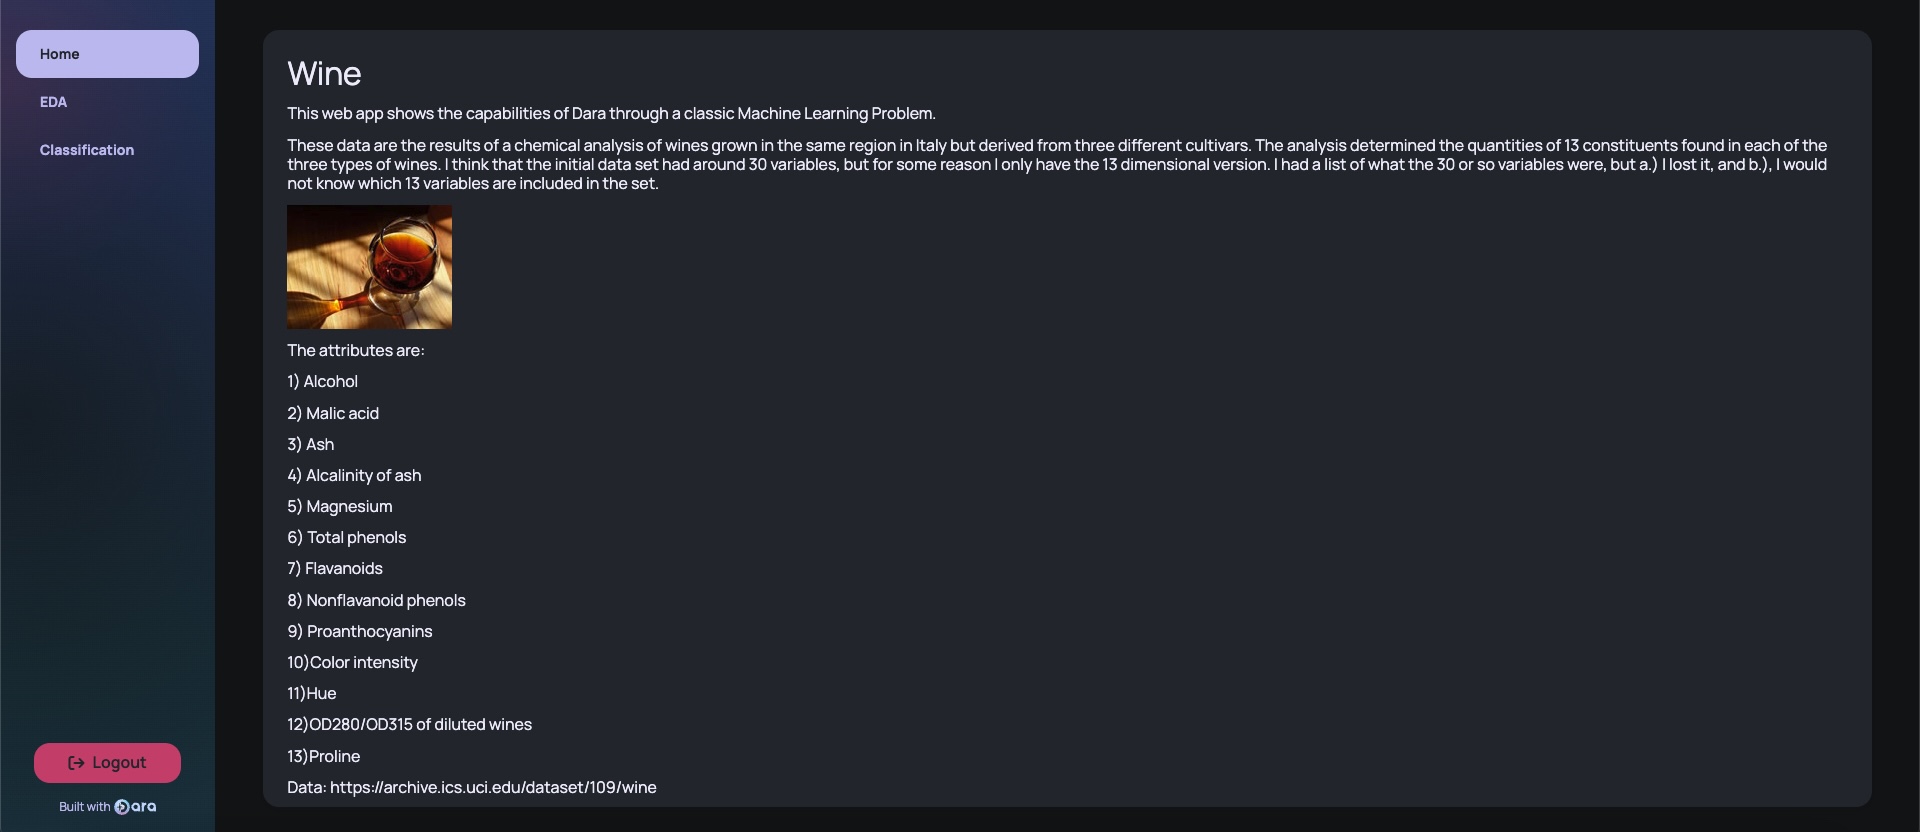 Home
EDA
Classification
Logout
Built with Dara
Wine
This web app shows the capabilities of Dara through a classic Machine Learning Problem.
These data are the results of a chemical analysis of wines grown in the same region in Italy but derived from three different cultivars. The analysis determined the quantities of 13 constituents found in each of the
three types of wines. I think that the initial data set had around 30 variables, but for some reason I only have the 13 dimensional version. I had a list of what the 30 or so variables were, but a.) I lost it, and b.), I would
not know which 13 variables are included in the set.
The attributes are:
1) Alcohol
2) Malic acid
3) Ash
4) Alcalinity of ash
5) Magnesium
6) Total phenols
7) Flavanoids
8) Nonflavanoid phenols
9) Proanthocyanins
10)Color intensity
11)Hue
12)OD280/OD315 of diluted wines
13)Proline
Data: https://archive.ics.uci.edu/dataset/109/wine